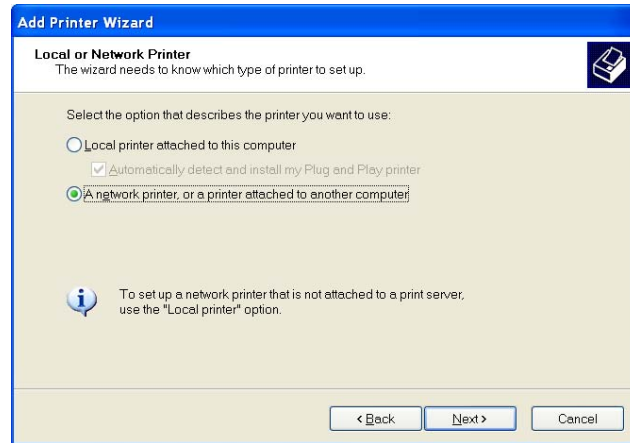 Add Printer Wizard
Local or Network Printer
The wizard needs to know which type of printer to set up.
Select the option that describes the printer you want to use:
Local printer attached to this computer
Automatically detect and install my Plug and Play printer
A network printer, or a printer attached to another computer
To set up a network printer that is not attached to a print server,
use the "Local printer" option.
< Back Next > Cancel